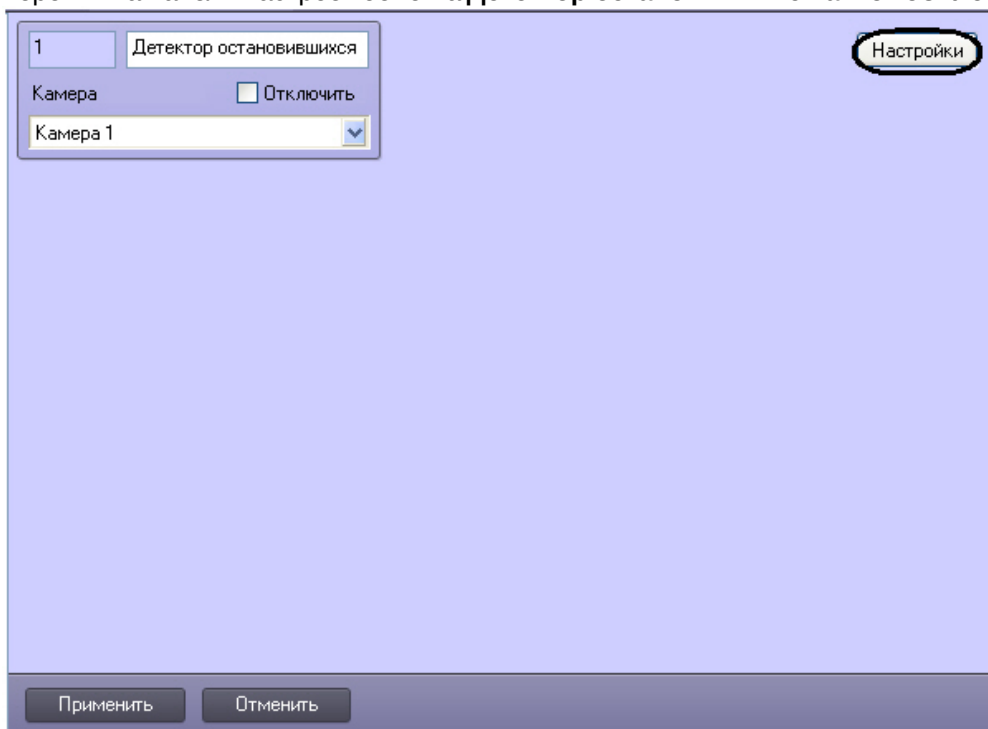 1 Детектор остановившихся Настройки
Камера Отключить
Камера 1
Применить Отменить